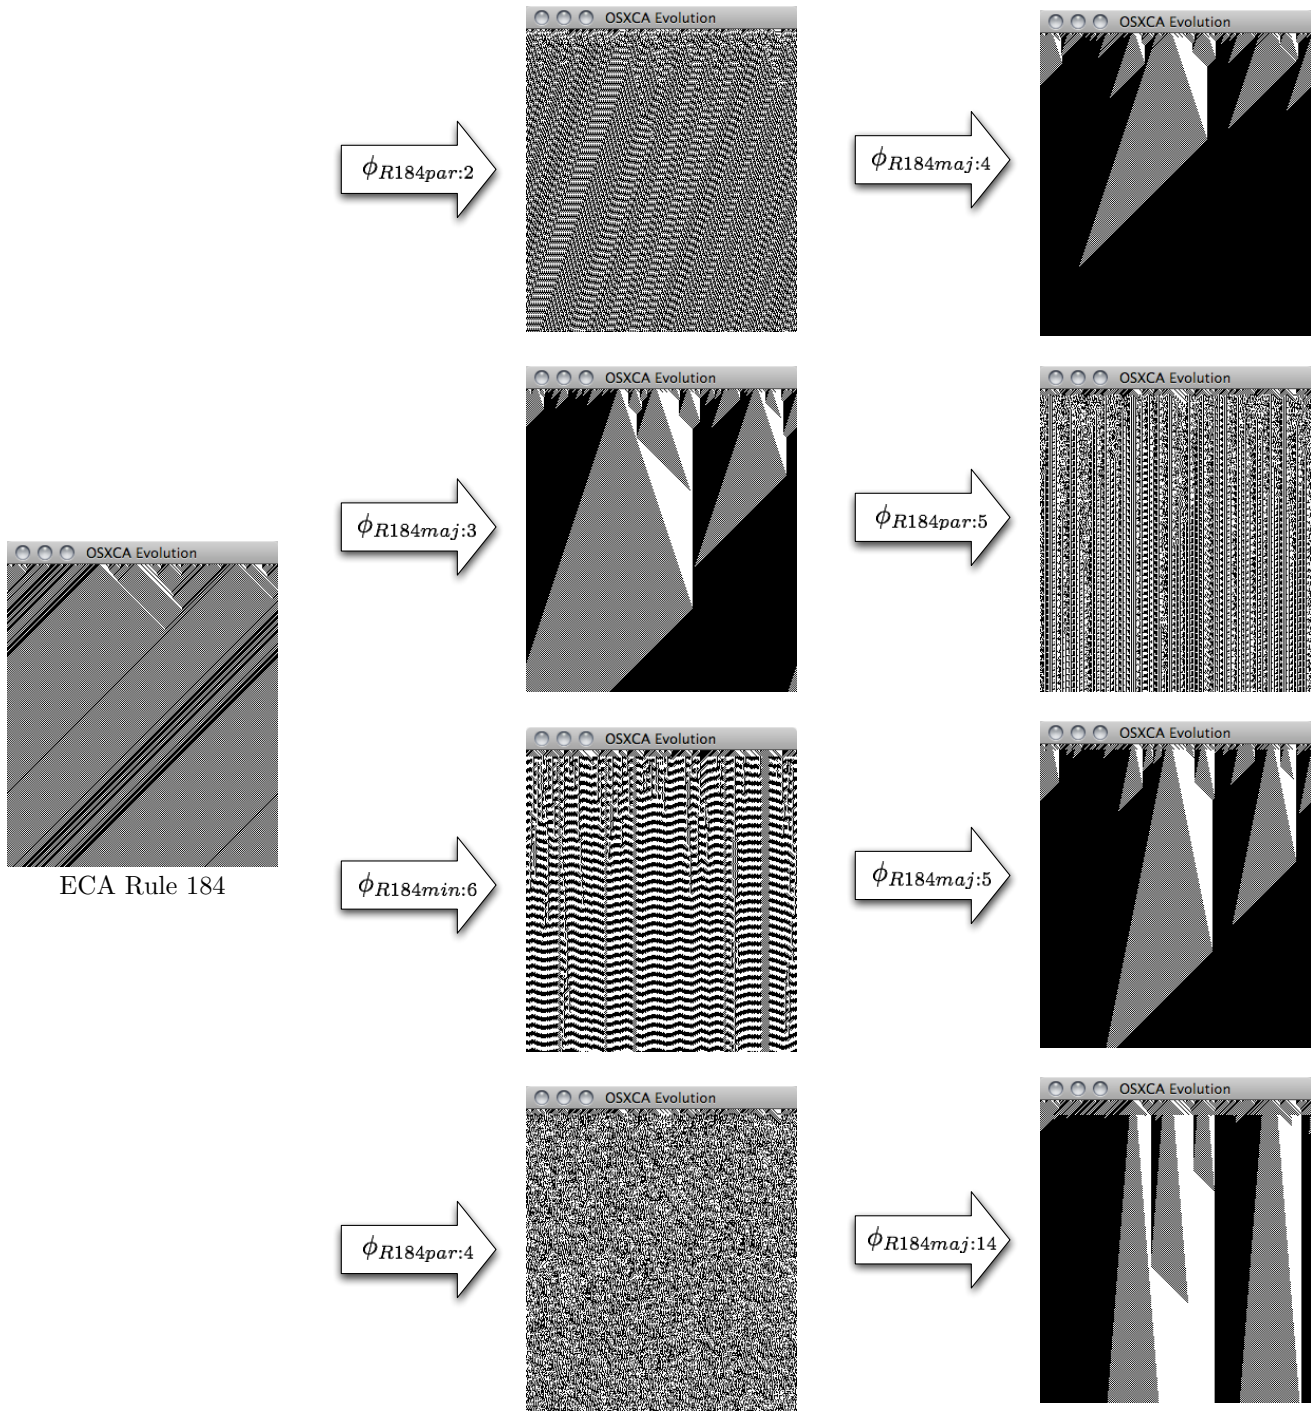 OSXCA Evolution
OSXCA Evolution
ϕR184par:2
ϕR184maj:4
OSXCA Evolution
OSXCA Evolution
ϕR184maj:3
ϕR184par:5
OSXCA Evolution
ECA Rule 184
OSXCA Evolution
OSXCA Evolution
ϕR184min:6
ϕR184maj:5
OSXCA Evolution
OSXCA Evolution
ϕR184par:4
ϕR184maj:14